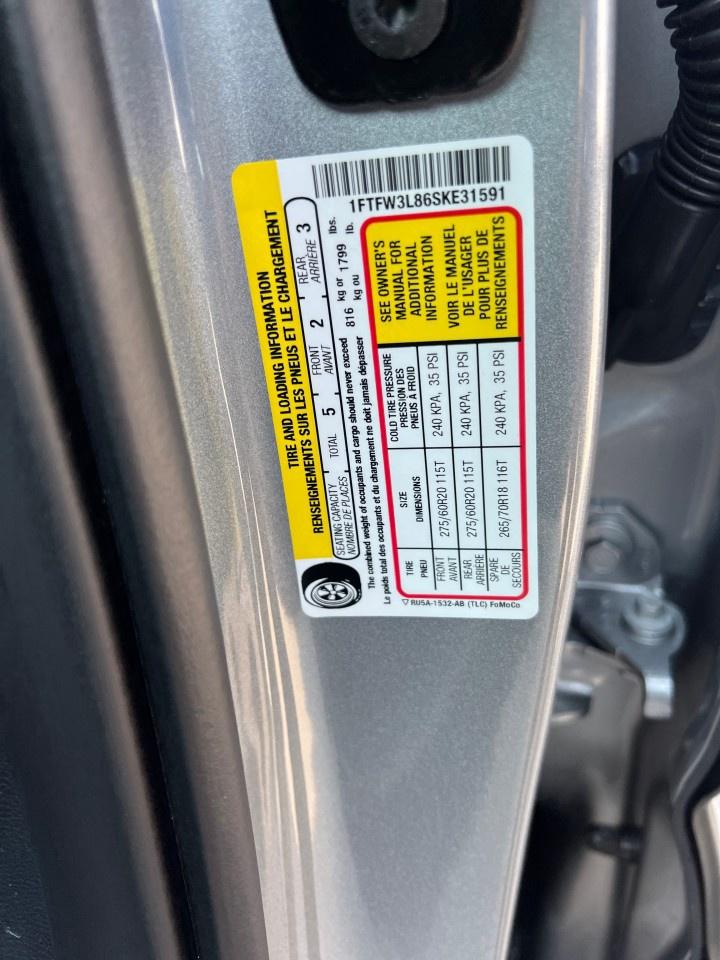 1FTFW3L86SKE31591
TIRE AND LOADING INFORMATION
RENSEIGNEMENTS SUR LES PNEUS ET LE CHARGEMENT
SEATING CAPACITY TOTAL 5 FRONT 2 REAR 3
NOMBRE DE PLACES AVANT ARRIÈRE
The combined weight of occupants and cargo should never exceed 816 kg or 1799 lbs.
Le poids total des occupants et du chargement ne doit jamais dépasser kg ou lb.
TIRE SIZE COLD TIRE PRESSURE
PNEU DIMENSIONS PRESSION DES
PNEUS À FROID
FRONT 275/60R20 115T 240 KPA, 35 PSI
AVANT
REAR 275/60R20 115T 240 KPA, 35 PSI
ARRIÈRE
SPARE 265/70R18 116T 240 KPA, 35 PSI
DE
SECOURS
SEE OWNER'S
MANUAL FOR
ADDITIONAL
INFORMATION
VOIR LE MANUEL
DE L'USAGER
POUR PLUS DE
RENSEIGNEMENTS
▽ RU5A-1532-AB (TLC) FoMoCo